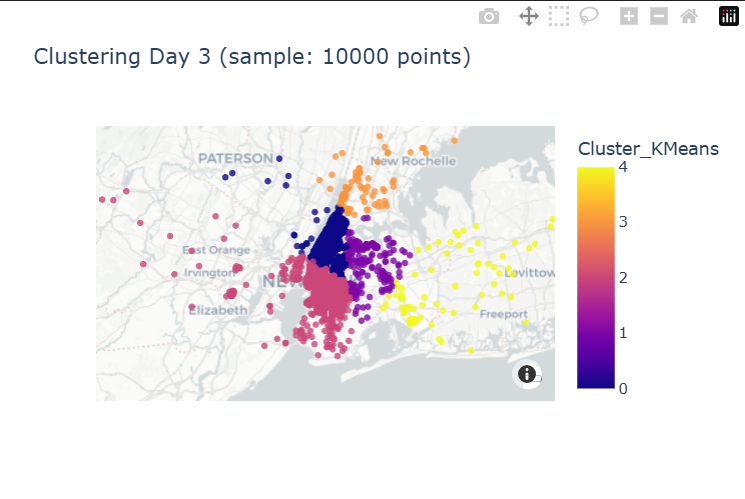 Clustering Day 3 (sample: 10000 points)
Cluster_KMeans
PATERSON
New Rochelle
East Orange
Irvington
NEW
Elizabeth
Levittow
Freeport
4
3
2
1
0